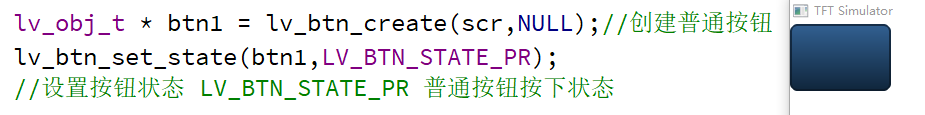 lv_obj_t * btn1 = lv_btn_create(scr,NULL);//创建普通按钮
lv_btn_set_state(btn1,LV_BTN_STATE_PR);
//设置按钮状态 LV_BTN_STATE_PR 普通按钮按下状态
TFT Simulator